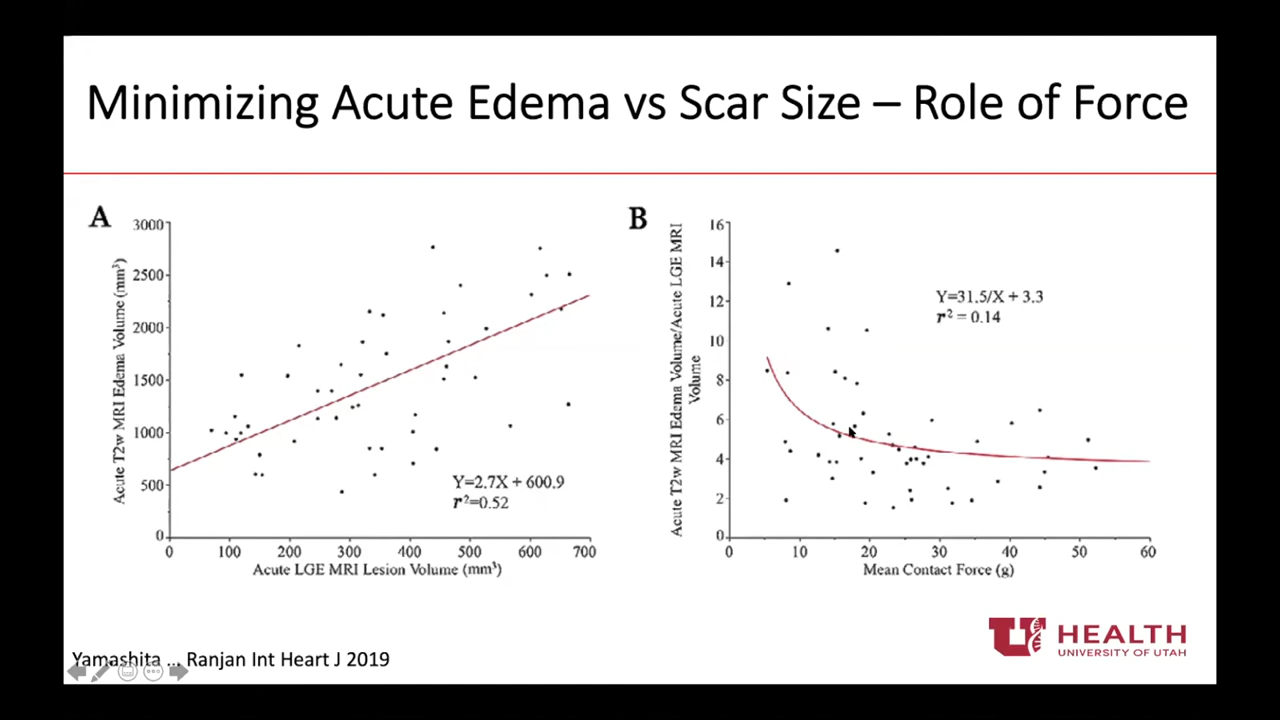 Minimizing Acute Edema vs Scar Size – Role of Force
A
3000
2500
2000
1500
1000
500
0
0 100 200 300 400 500 600 700
Acute T2w MRI Edema Volume (mm³)
Acute LGE MRI Lesion Volume (mm³)
Y=2.7X + 600.9
r²=0.52
B
16
14
12
10
8
6
4
2
0
0 10 20 30 40 50 60
Acute T2w MRI Edema Volume/Acute LGE MRI
Volume
Mean Contact Force (g)
Y=31.5/X + 3.3
r² = 0.14
U HEALTH
UNIVERSITY OF UTAH
Yamashita .. Ranjan Int Heart J 2019